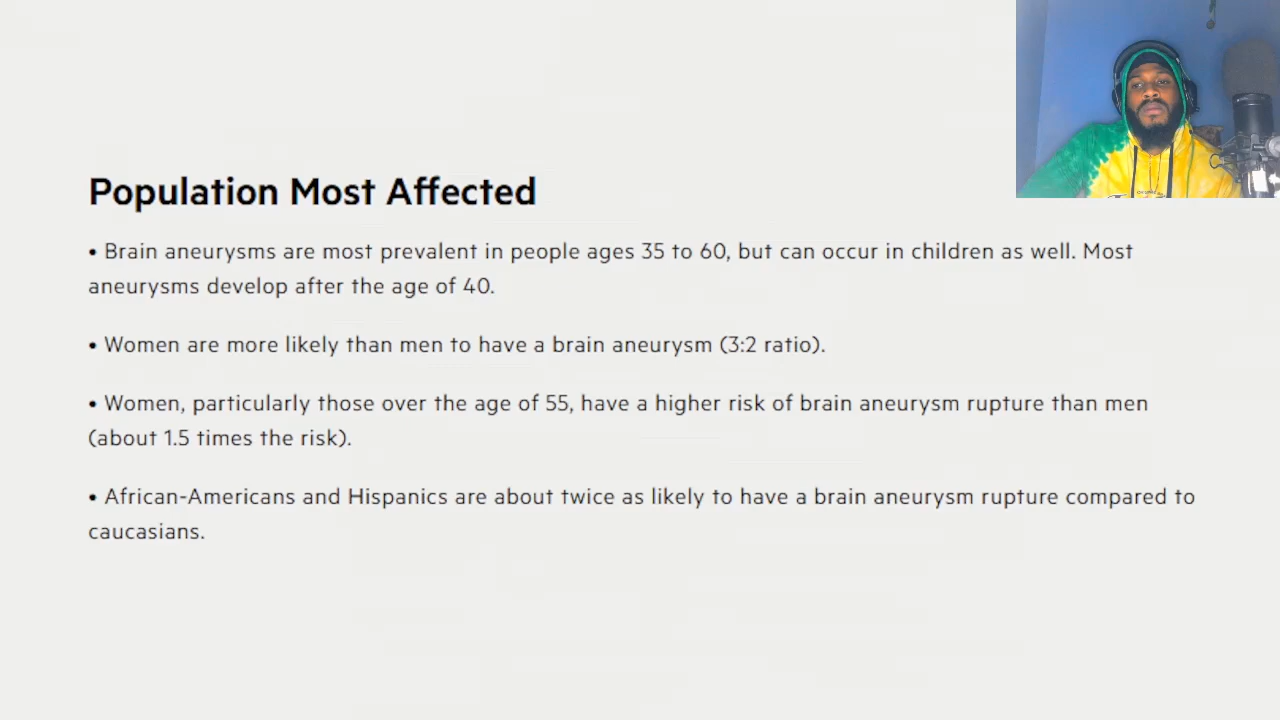 Population Most Affected
• Brain aneurysms are most prevalent in people ages 35 to 60, but can occur in children as well. Most
aneurysms develop after the age of 40.
• Women are more likely than men to have a brain aneurysm (3:2 ratio).
• Women, particularly those over the age of 55, have a higher risk of brain aneurysm rupture than men
(about 1.5 times the risk).
• African-Americans and Hispanics are about twice as likely to have a brain aneurysm rupture compared to
caucasians.